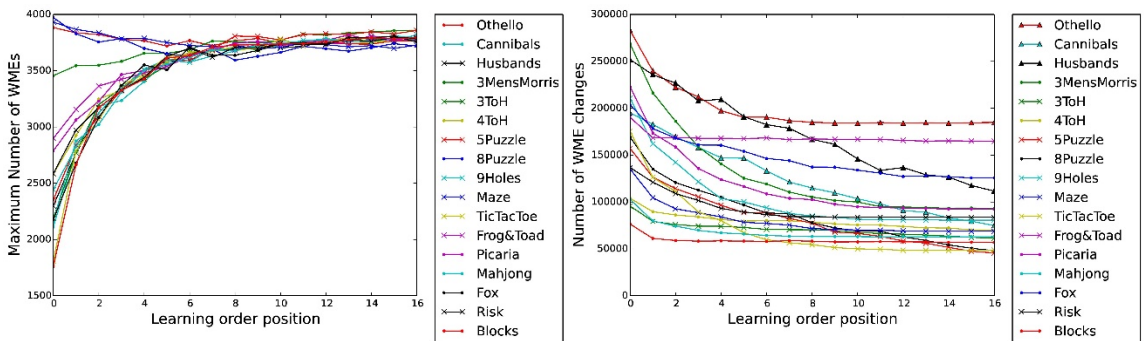 Maximum Number of WMEs
4000
3500
3000
2500
2000
1500
0
2
4
6
8
10
12
14
16
Learning order position
Othello
Cannibals
Husbands
3MensMorris
3ToH
4ToH
5Puzzle
8Puzzle
9Holes
Maze
TicTacToe
Frog&Toad
Picaria
Mahjong
Fox
Risk
Blocks
Number of WME changes
300000
250000
200000
150000
100000
50000
0
0
2
4
6
8
10
12
14
16
Learning order position
Othello
Cannibals
Husbands
3MensMorris
3ToH
4ToH
5Puzzle
8Puzzle
9Holes
Maze
TicTacToe
Frog&Toad
Picaria
Mahjong
Fox
Risk
Blocks